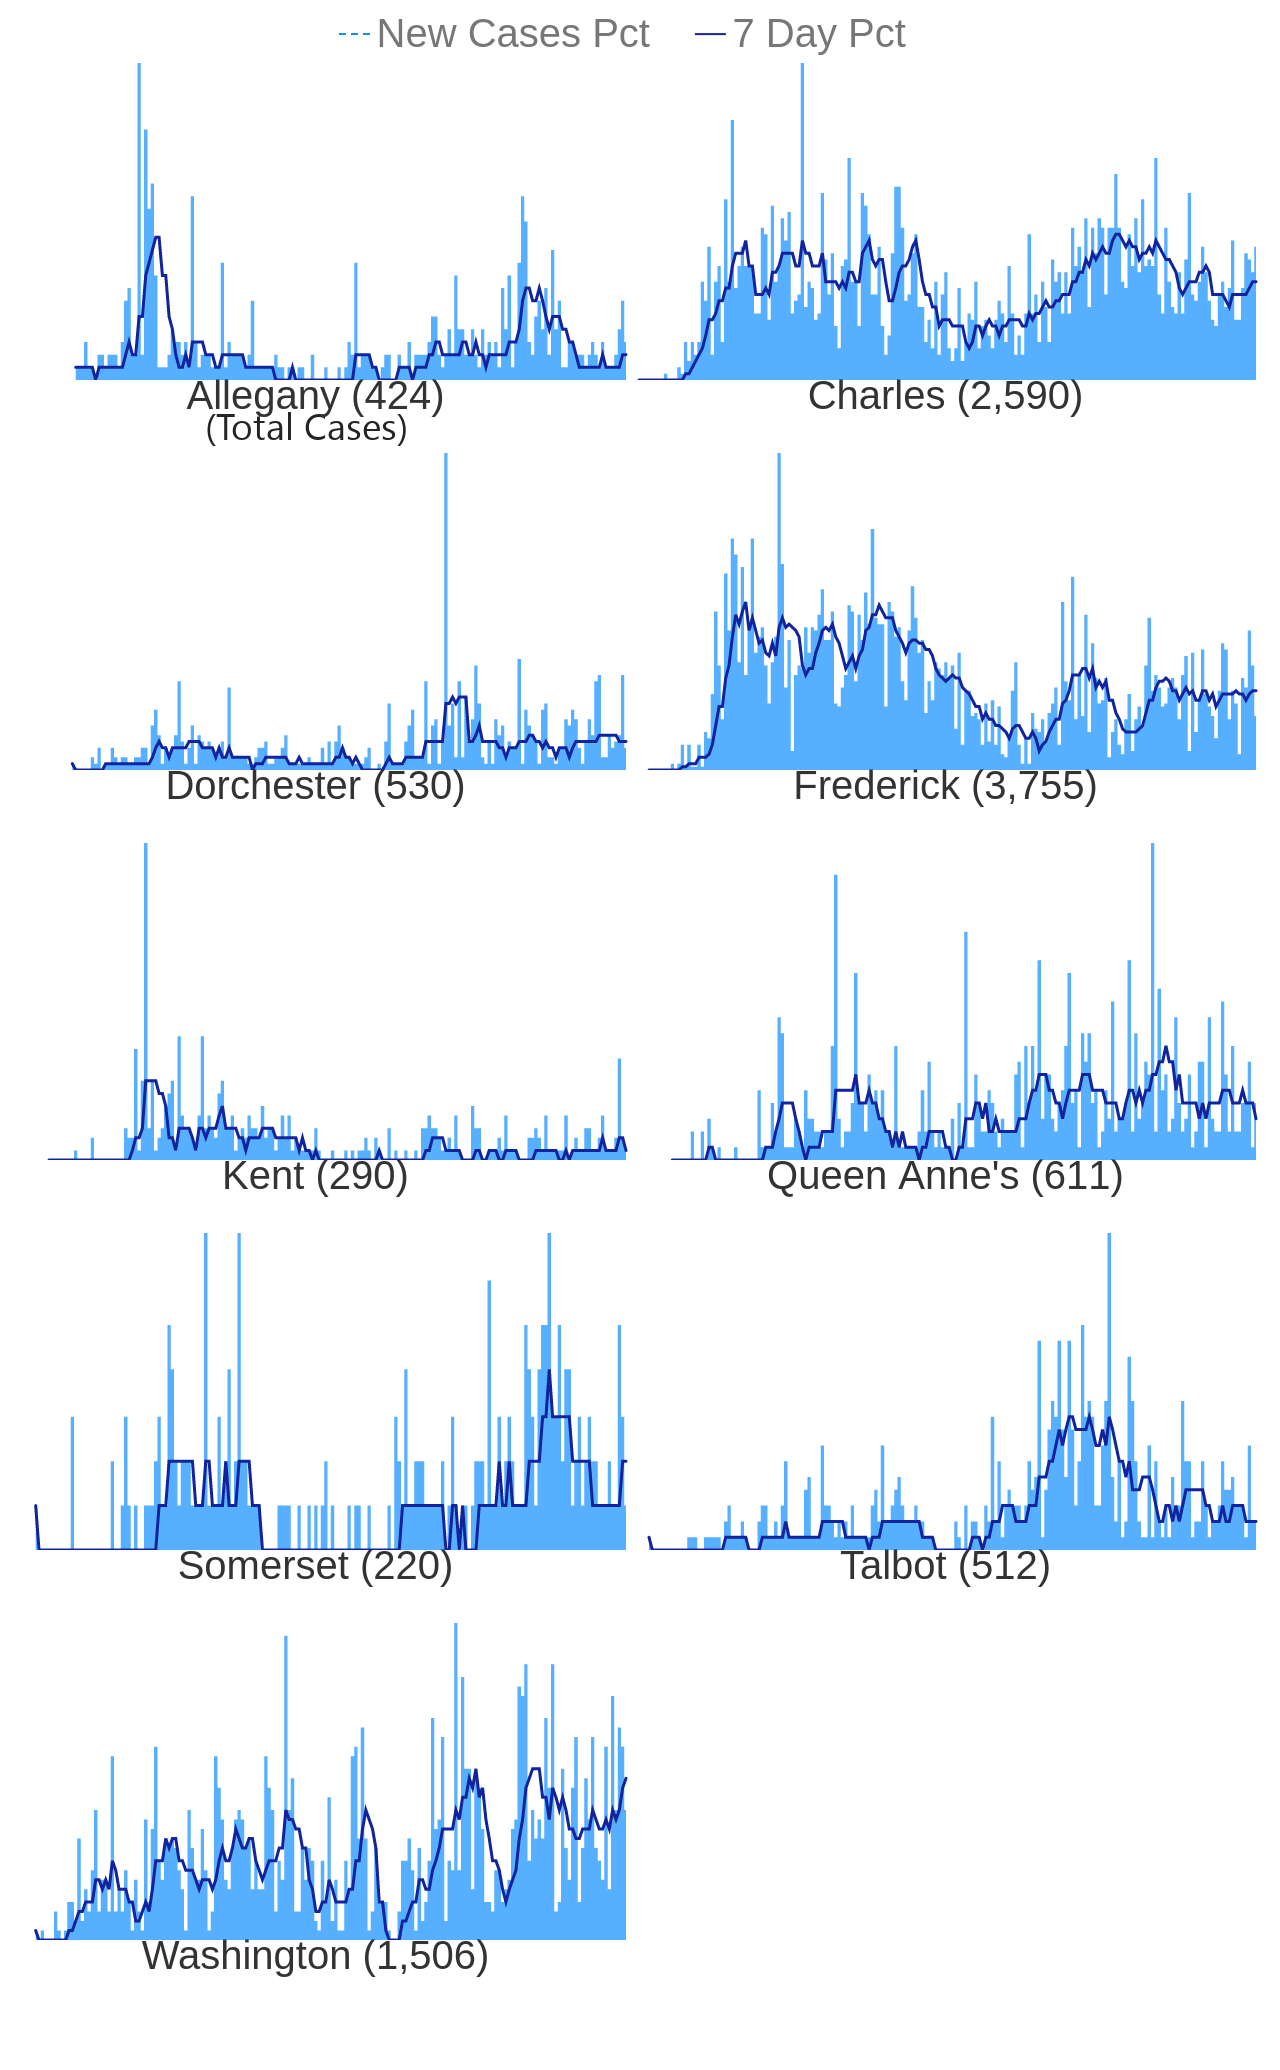 New Cases Pct 7 Day Pct
Allegany (424) Charles (2,590)
(Total Cases)
Dorchester (530) Frederick (3,755)
Kent (290) Queen Anne's (611)
Somerset (220) Talbot (512)
Washington (1,506)